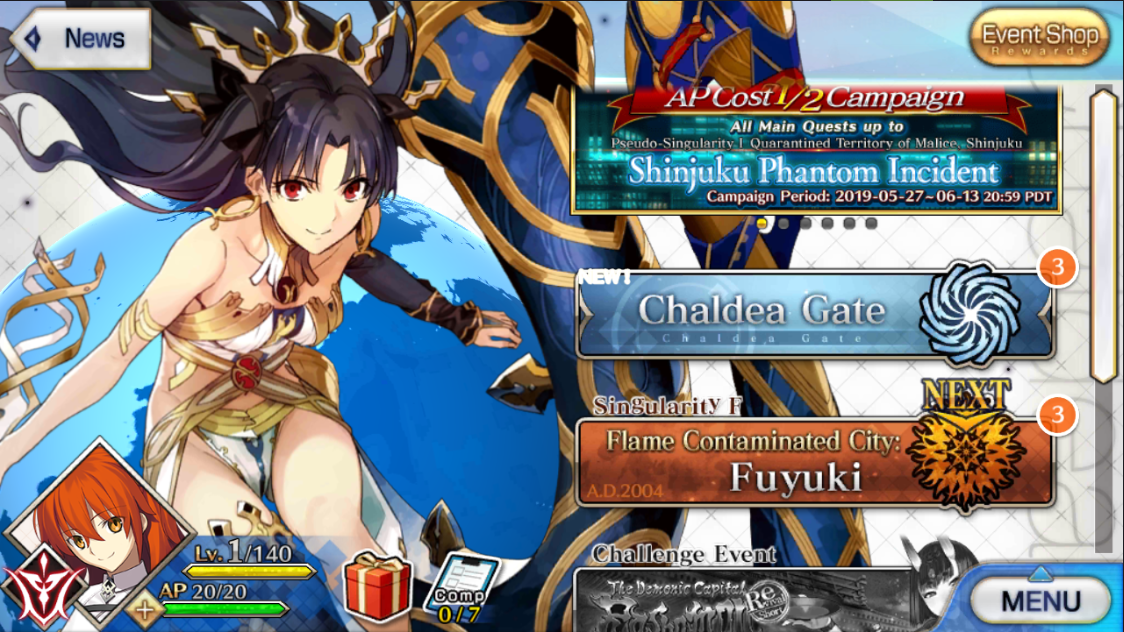 News
Event Shop
Rewards
AP Cost 1/2 Campaign
All Main Quests up to
Pseudo-Singularity I Quarantined Territory of Malice, Shinjuku
Shinjuku Phantom Incident
Campaign Period: 2019-05-27~06-13 20:59 PDT
NEW!
3
Chaldea Gate
Chaldea Gate
NEXT
Singularity F
3
Flame Contaminated City:
Fuyuki
A.D.2004
Challenge Event
The Demonic Capital
Revival
Short
Lv. 1/140
AP 20/20
Comp
0/7
MENU